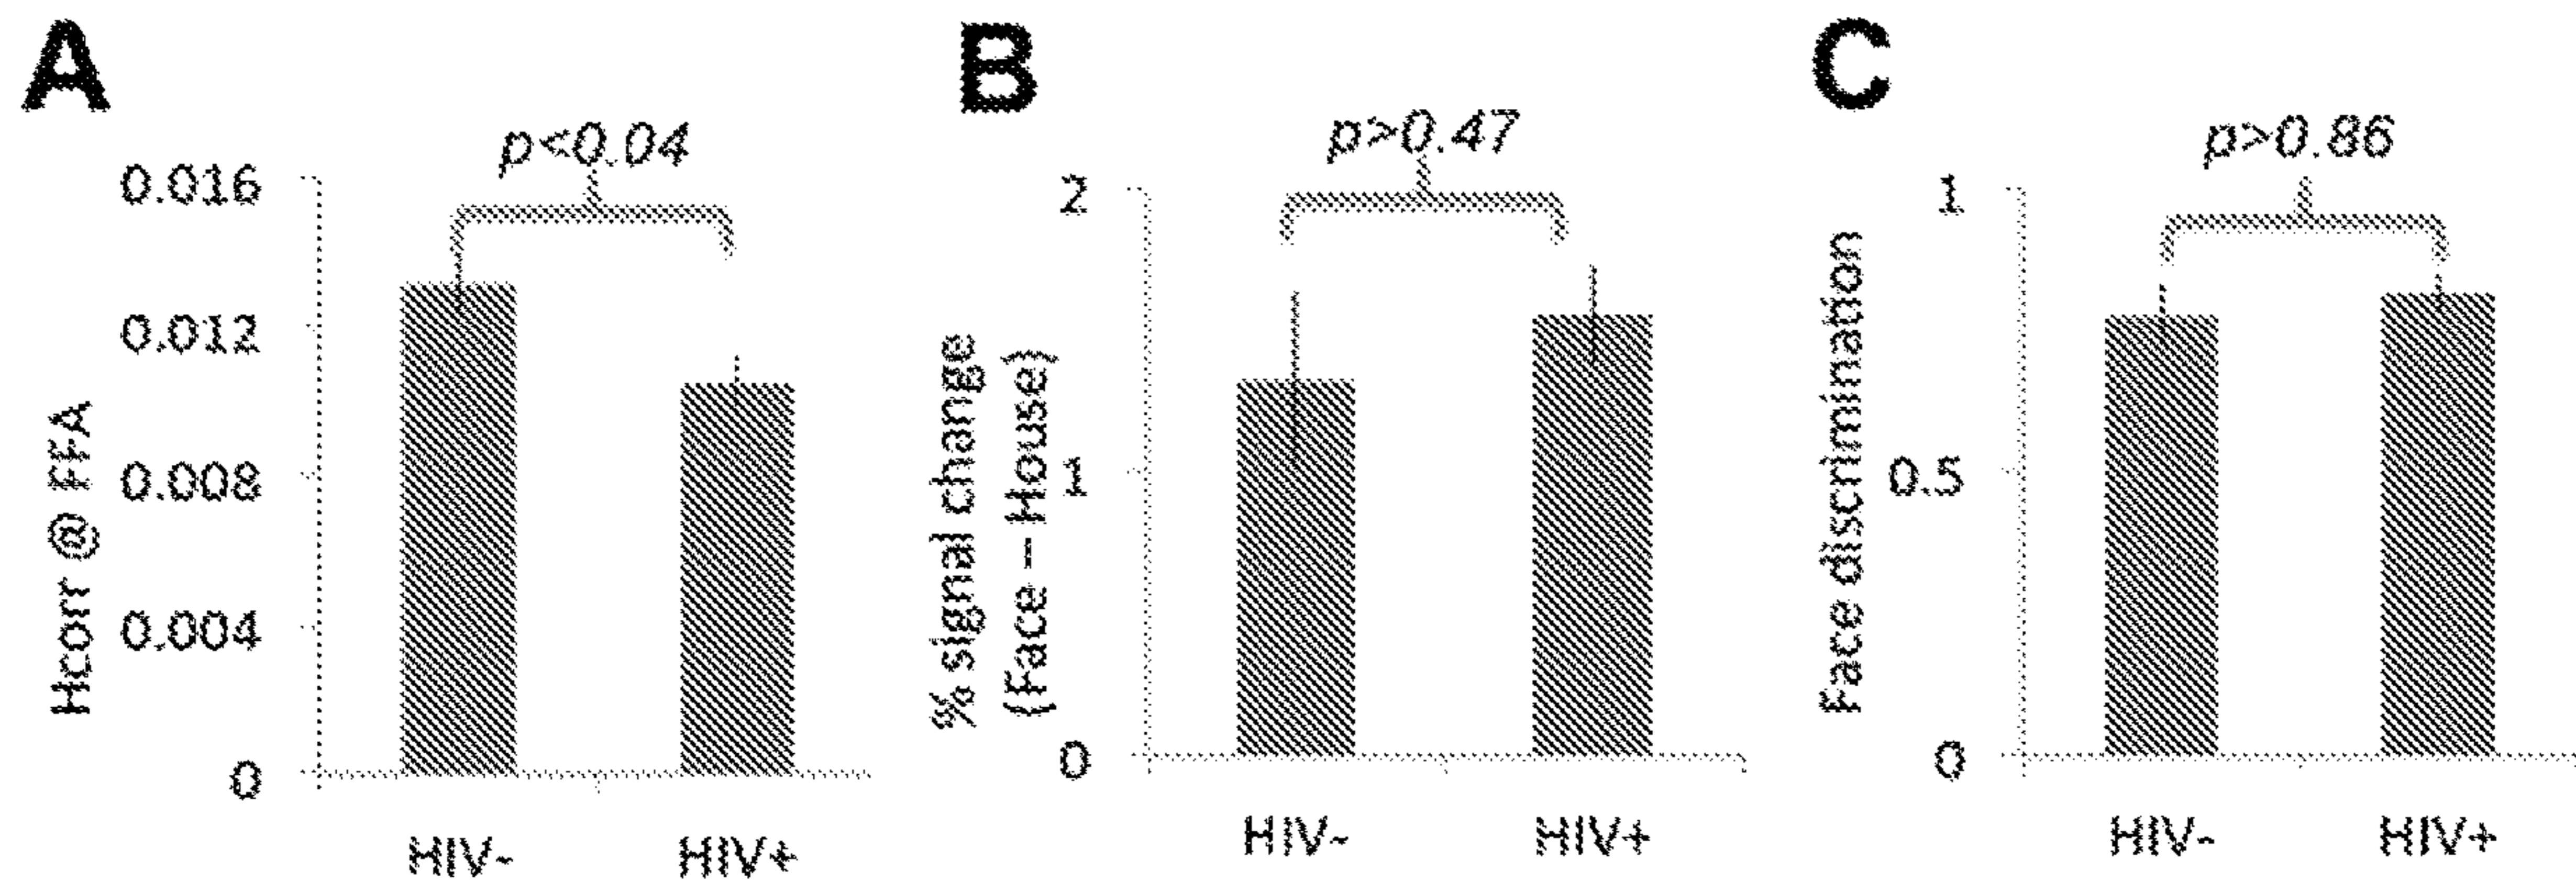 A
p<0.04
0.016
0.012
0.008
0.004
0
Hcorr @ FFA
HIV-
HIV+
B
p>0.47
2
1
0
% signal change
(Face – House)
HIV-
HIV+
C
p>0.86
1
0.5
0
Face discrimination
HIV-
HIV+